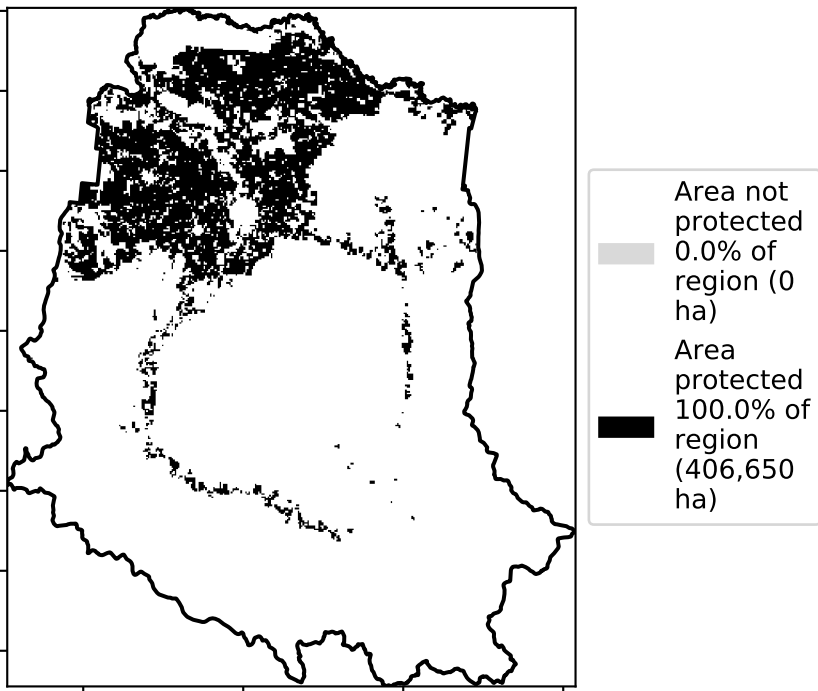 Area not
protected
0.0% of
region (0
ha)
Area
protected
100.0% of
region
(406,650
ha)